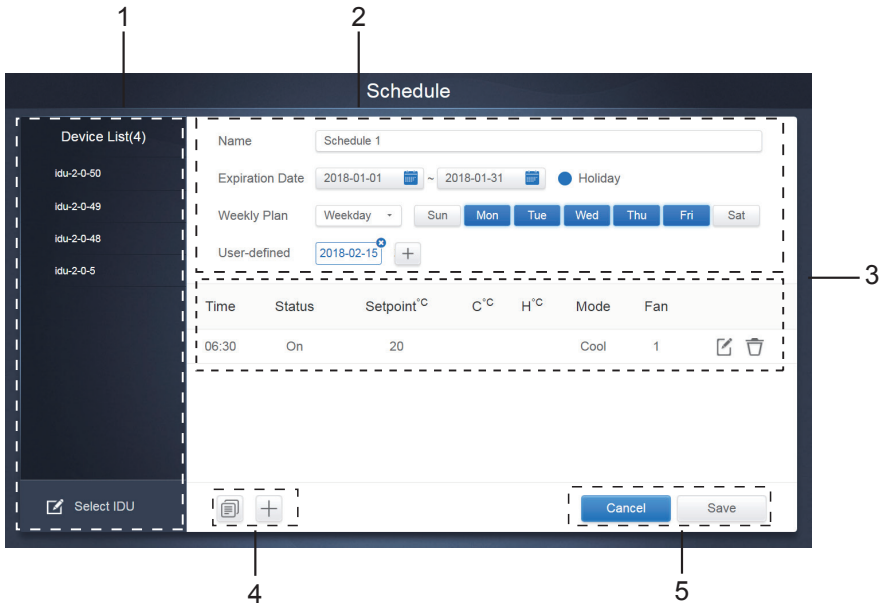 1
2
Schedule
Device List(4)
idu-2-0-50
idu-2-0-49
idu-2-0-48
idu-2-0-5
Select IDU
Name Schedule 1
Expiration Date 2018-01-01 ~ 2018-01-31 Holiday
Weekly Plan Weekday Sun Mon Tue Wed Thu Fri Sat
User-defined 2018-02-15 +
3
Time Status Setpoint°C C°C H°C Mode Fan
06:30 On 20 Cool 1
+
Cancel Save
4
5